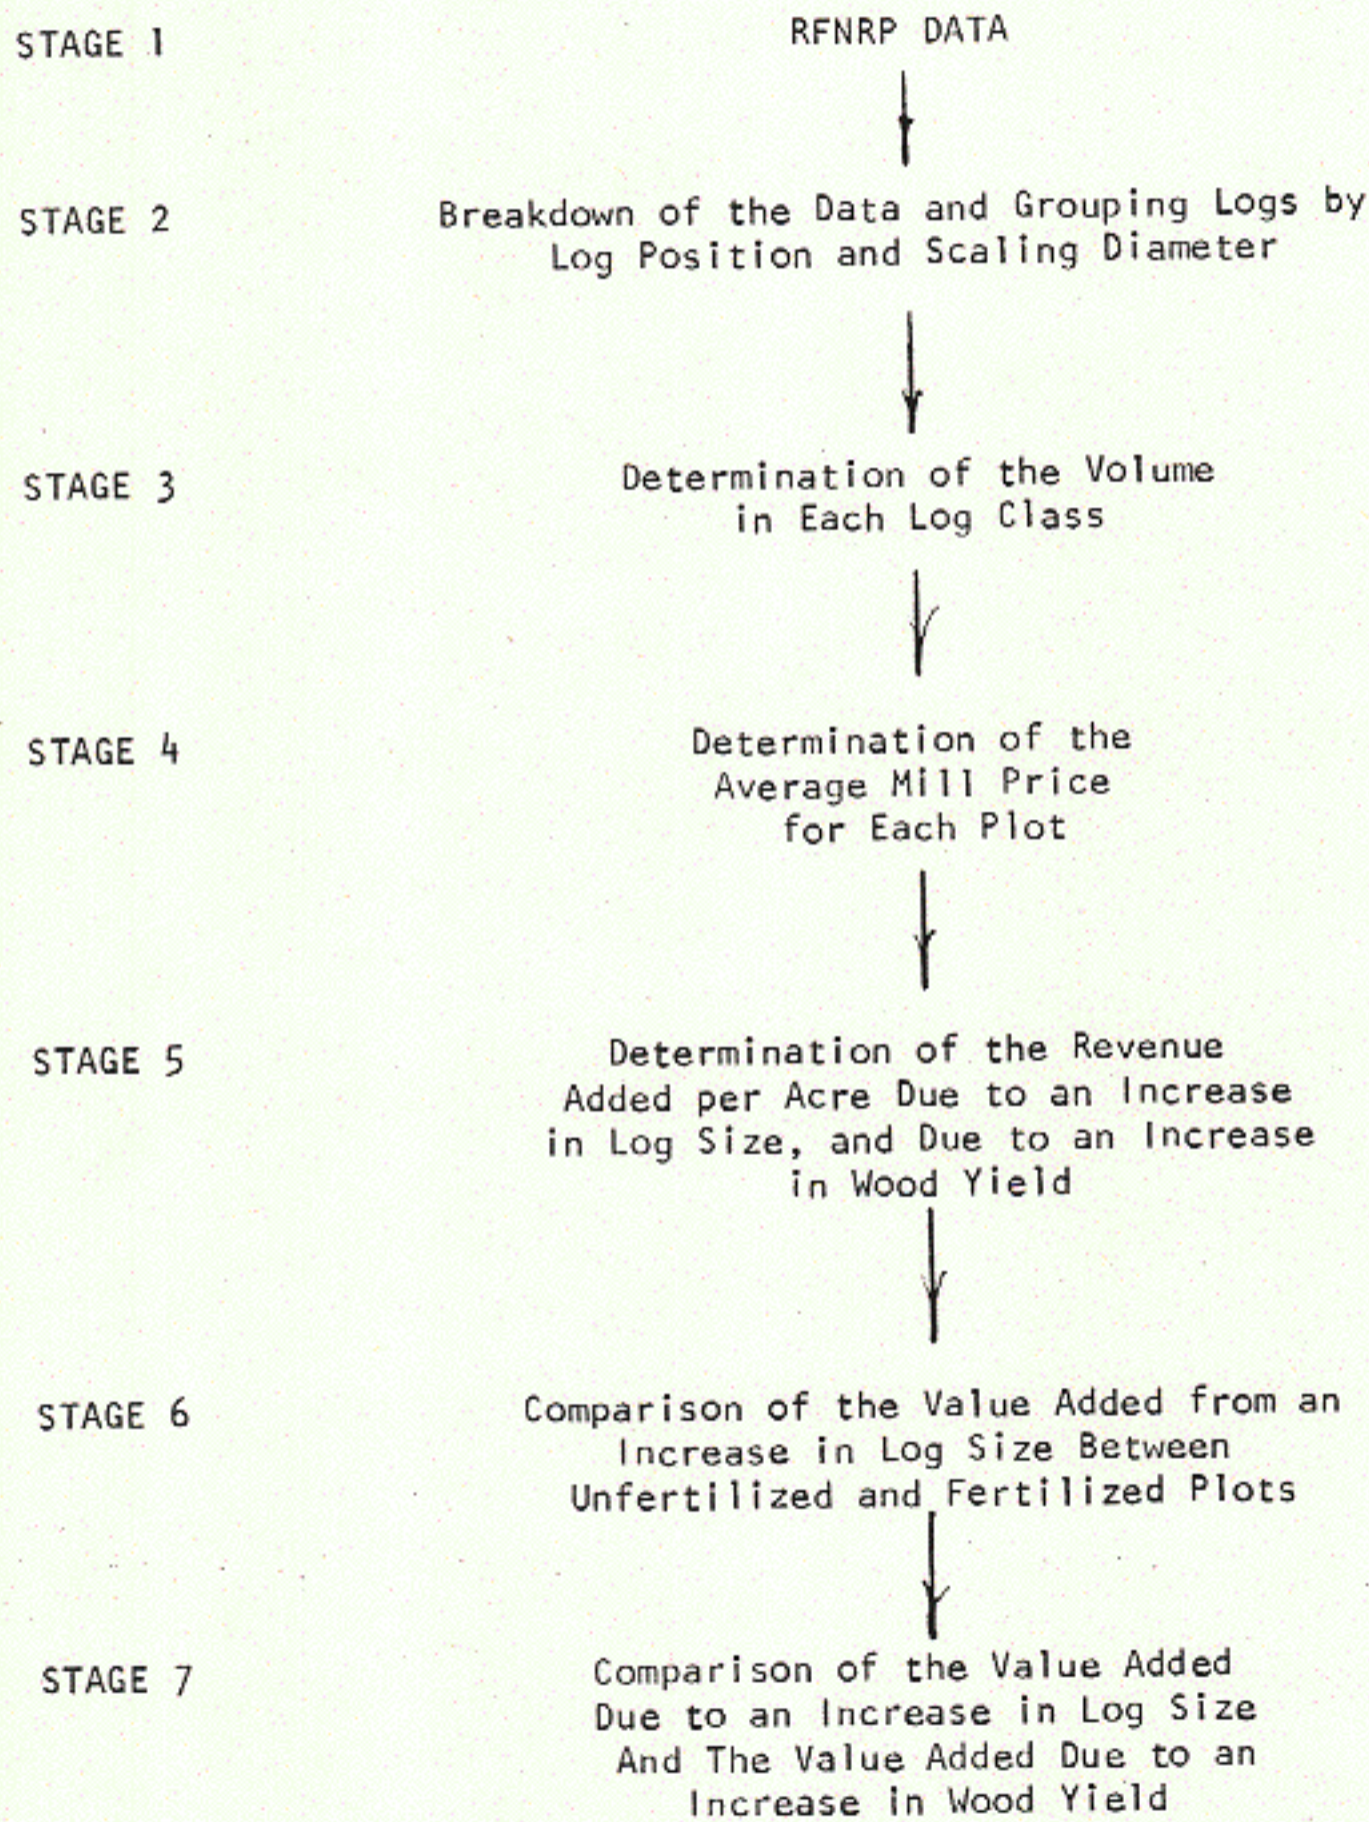 STAGE 1
RFNRP DATA
STAGE 2
Breakdown of the Data and Grouping Logs by
Log Position and Scaling Diameter
STAGE 3
Determination of the Volume
in Each Log Class
STAGE 4
Determination of the
Average Mill Price
for Each Plot
STAGE 5
Determination of the Revenue
Added per Acre Due to an Increase
in Log Size, and Due to an Increase
in Wood Yield
STAGE 6
Comparison of the Value Added from an
Increase in Log Size Between
Unfertilized and Fertilized Plots
STAGE 7
Comparison of the Value Added
Due to an Increase in Log Size
And The Value Added Due to an
Increase in Wood Yield